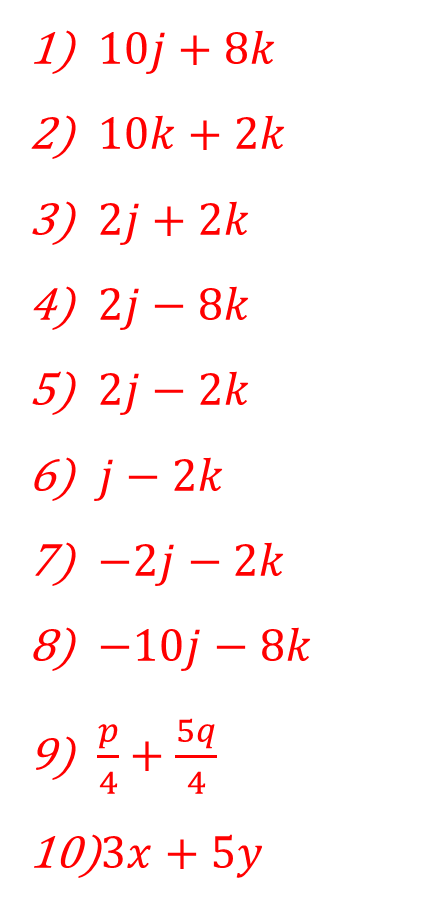 1) 10j + 8k
2) 10k + 2k
3) 2j + 2k
4) 2j − 8k
5) 2j − 2k
6) j − 2k
7) −2j − 2k
8) −10j − 8k
9) p/4 + 5q/4
10)3x + 5y